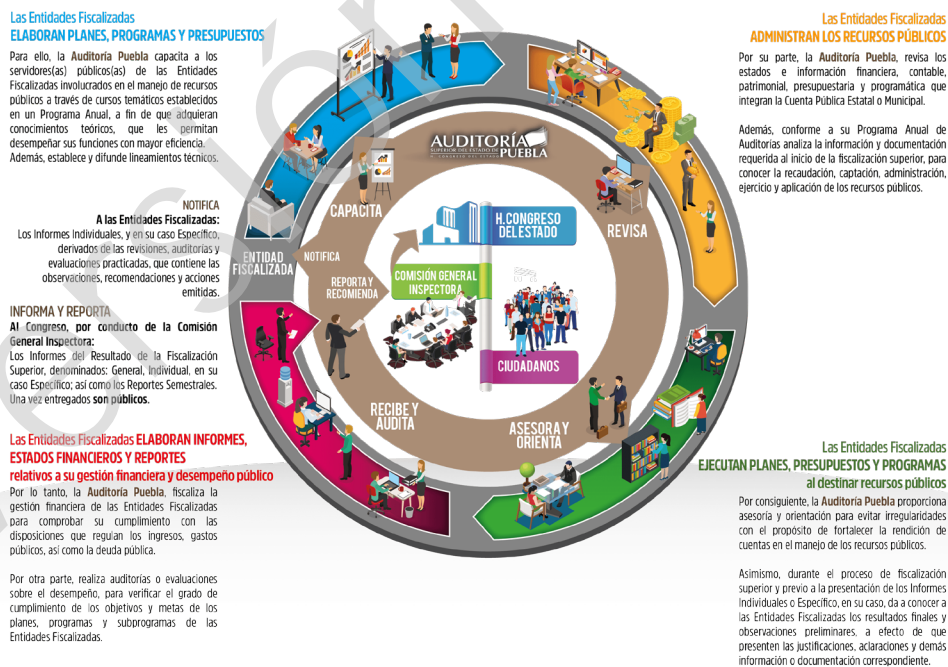 Las Entidades Fiscalizadas
ELABORAN PLANES, PROGRAMAS Y PRESUPUESTOS
Para ello, la Auditoría Puebla capacita a los
servidores(as) públicos(as) de las Entidades
Fiscalizadas involucrados en el manejo de recursos
públicos a través de cursos temáticos establecidos
en un Programa Anual, a fin de que adquieran
conocimientos teóricos, que les permitan
desempeñar sus funciones con mayor eficiencia.
Además, establece y difunde lineamientos técnicos.
NOTIFICA
A las Entidades Fiscalizadas:
Los Informes Individuales, y en su caso Específico,
derivados de las revisiones, auditorías y
evaluaciones practicadas, que contiene las
observaciones, recomendaciones y acciones
emitidas.
INFORMA Y REPORTA
Al Congreso, por conducto de la Comisión
General Inspectora:
Los Informes del Resultado de la Fiscalización
Superior, denominados: General, Individual, en su
caso Específico; así como los Reportes Semestrales.
Una vez entregados son públicos.
Las Entidades Fiscalizadas ELABORAN INFORMES,
ESTADOS FINANCIEROS Y REPORTES
relativos a su gestión financiera y desempeño público
Por lo tanto, la Auditoría Puebla, fiscaliza la
gestión financiera de las Entidades Fiscalizadas
para comprobar su cumplimiento con las
disposiciones que regulan los ingresos, gastos
públicos, así como la deuda pública.
Por otra parte, realiza auditorías o evaluaciones
sobre el desempeño, para verificar el grado de
cumplimiento de los objetivos y metas de los
planes, programas y subprogramas de las
Entidades Fiscalizadas.
AUDITORÍA
SUPERIOR DEL ESTADO DE PUEBLA
H. CONGRESO DEL ESTADO
CAPACITA
REVISA
H. CONGRESO
DEL ESTADO
ENTIDAD
FISCALIZADA
NOTIFICA
REPORTA Y
RECOMIENDA
COMISIÓN GENERAL
INSPECTORA
CIUDADANOS
RECIBE Y
AUDITA
ASESORA Y
ORIENTA
Las Entidades Fiscalizadas
ADMINISTRAN LOS RECURSOS PÚBLICOS
Por su parte, la Auditoría Puebla, revisa los
estados e información financiera, contable,
patrimonial, presupuestaria y programática que
integran la Cuenta Pública Estatal o Municipal.
Además, conforme a su Programa Anual de
Auditorías analiza la información y documentación
requerida al inicio de la fiscalización superior, para
conocer la recaudación, captación, administración,
ejercicio y aplicación de los recursos públicos.
Las Entidades Fiscalizadas
EJECUTAN PLANES, PRESUPUESTOS Y PROGRAMAS
al destinar recursos públicos
Por consiguiente, la Auditoría Puebla proporciona
asesoría y orientación para evitar irregularidades
con el propósito de fortalecer la rendición de
cuentas en el manejo de los recursos públicos.
Asimismo, durante el proceso de fiscalización
superior y previo a la presentación de los Informes
Individuales o Específico, en su caso, da a conocer a
las Entidades Fiscalizadas los resultados finales y
observaciones preliminares, a efecto de que
presenten las justificaciones, aclaraciones y demás
información o documentación correspondiente.